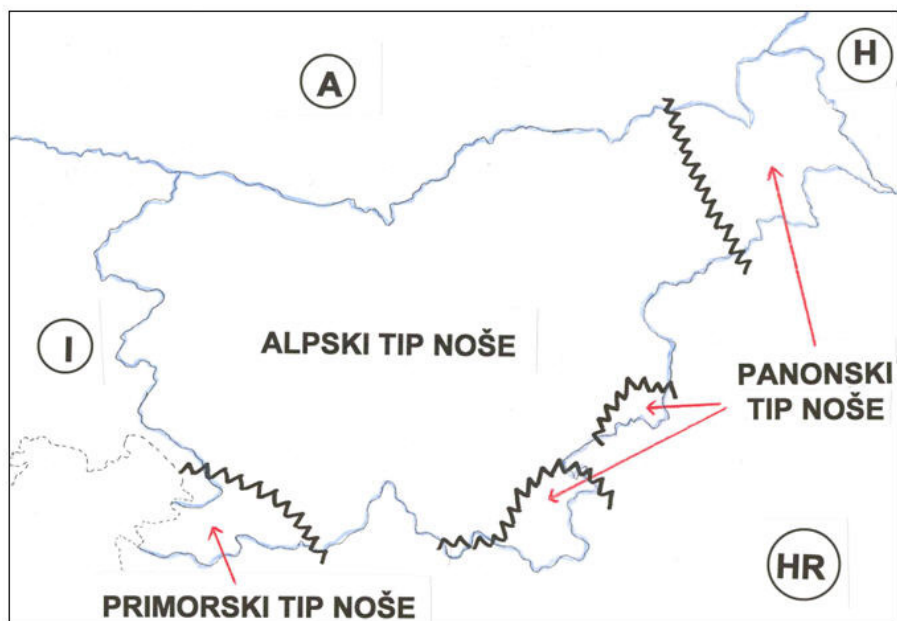 H
A
I
ALPSKI TIP NOŠE
PANONSKI
TIP NOŠE
HR
PRIMORSKI TIP NOŠE